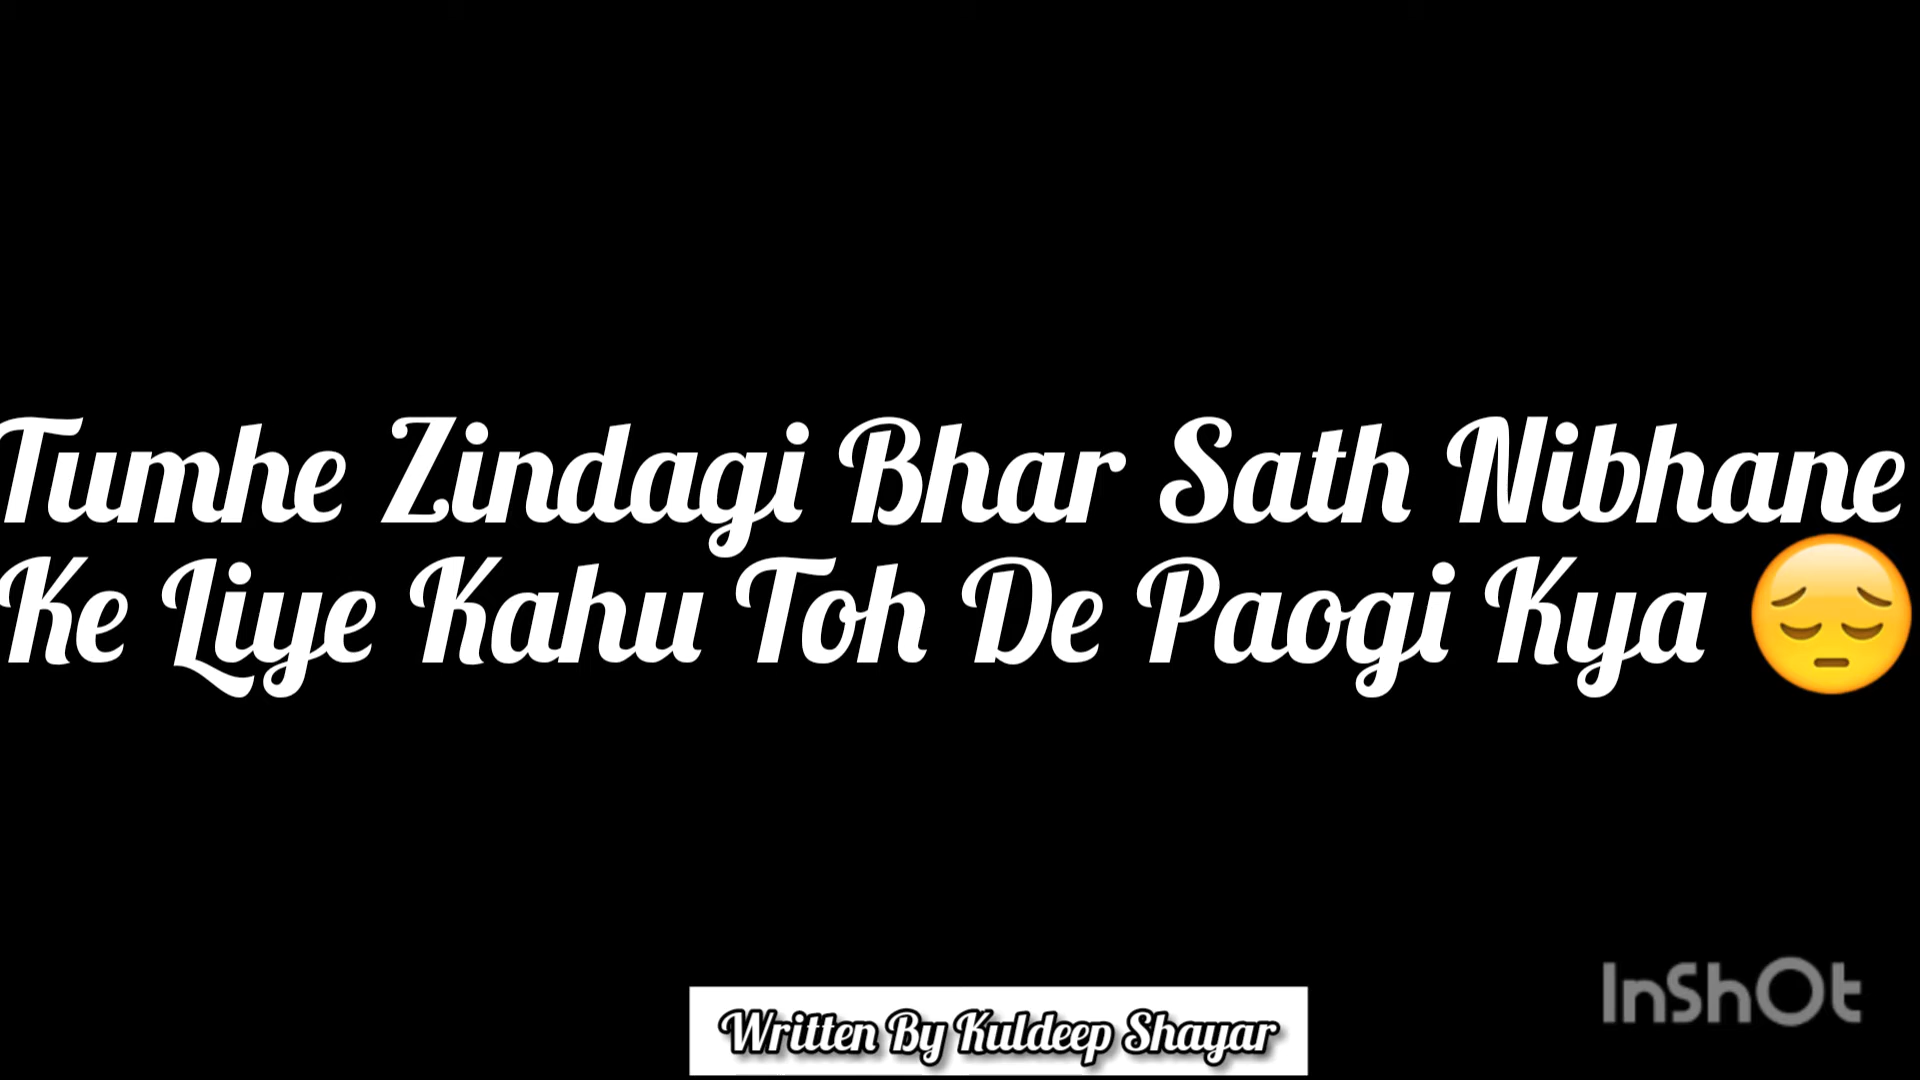 Tumhe Zindagi Bhar Sath Nibhane
Ke Liye Kahu Toh De Paogi Kya 😔
InShOt
Written By Kuldeep Shayar